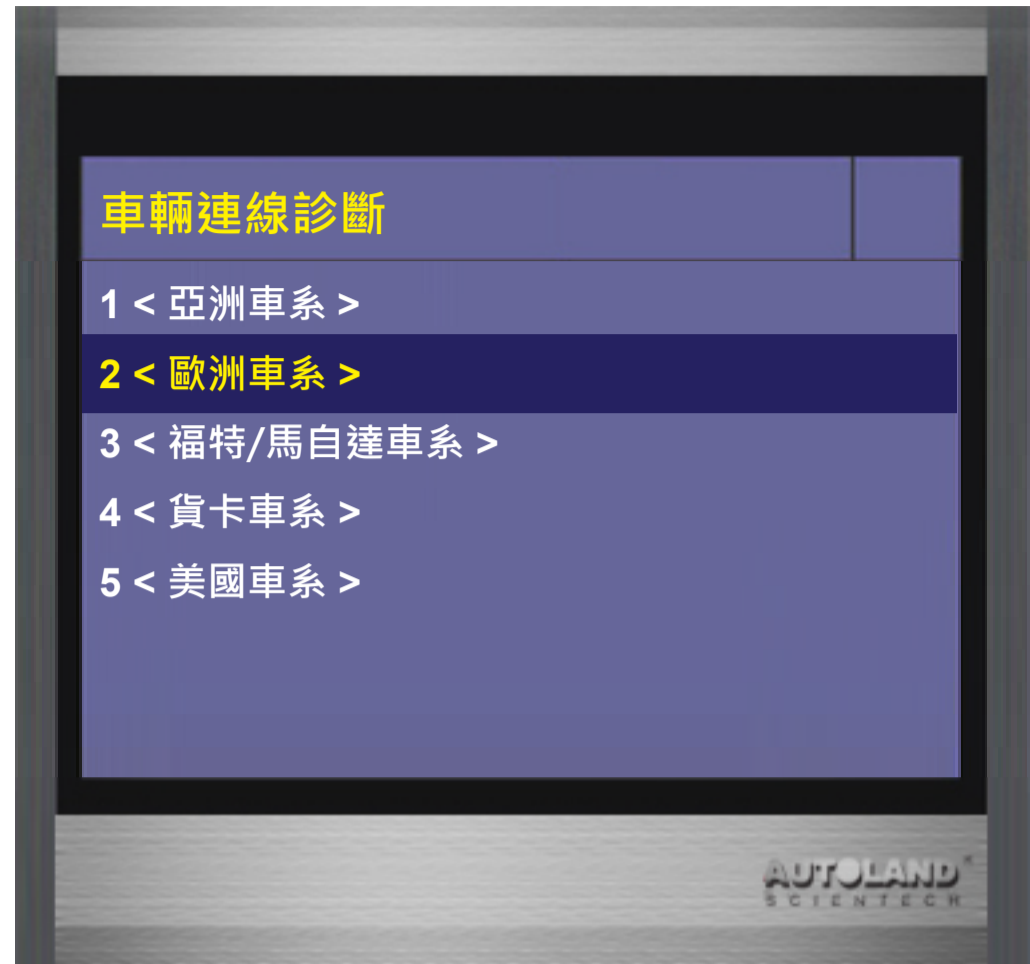 車輛連線診斷
1 < 亞洲車系 >
2 < 歐洲車系 >
3 < 福特/馬自達車系 >
4 < 貨卡車系 >
5 < 美國車系 >
AUTOLAND
SCIENTECH